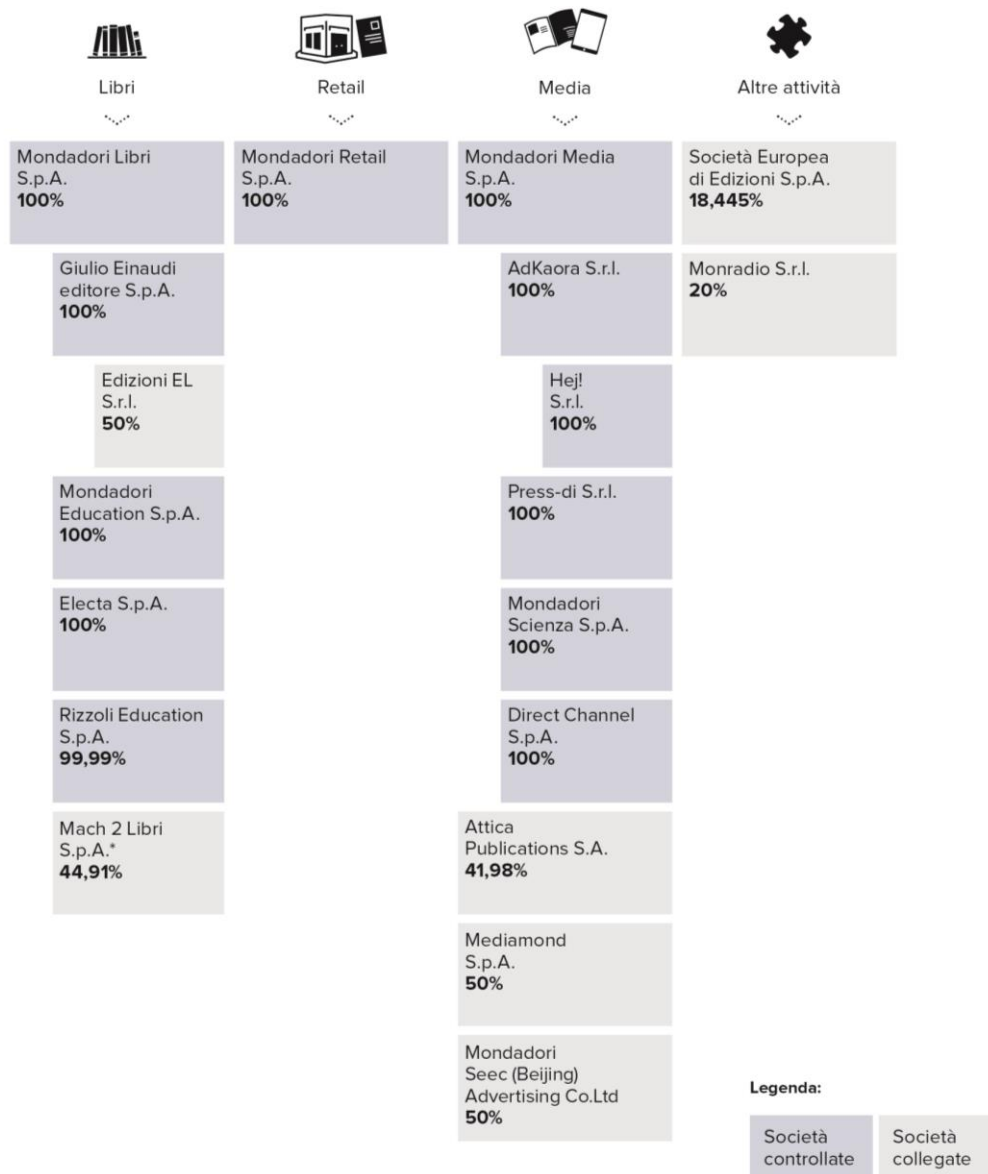 Libri
Retail
Media
Altre attività
Mondadori Libri
S.p.A.
100%
Giulio Einaudi
editore S.p.A.
100%
Edizioni EL
S.r.l.
50%
Mondadori
Education S.p.A.
100%
Electa S.p.A.
100%
Rizzoli Education
S.p.A.
99,99%
Mach 2 Libri
S.p.A.*
44,91%
Mondadori Retail
S.p.A.
100%
Mondadori Media
S.p.A.
100%
AdKaora S.r.l.
100%
Hej!
S.r.l.
100%
Press-di S.r.l.
100%
Mondadori
Scienza S.p.A.
100%
Direct Channel
S.p.A.
100%
Attica
Publications S.A.
41,98%
Mediamond
S.p.A.
50%
Mondadori
Seec (Beijing)
Advertising Co.Ltd
50%
Società Europea
di Edizioni S.p.A.
18,445%
Monradio S.r.l.
20%
Legenda:
Società
controllate
Società
collegate